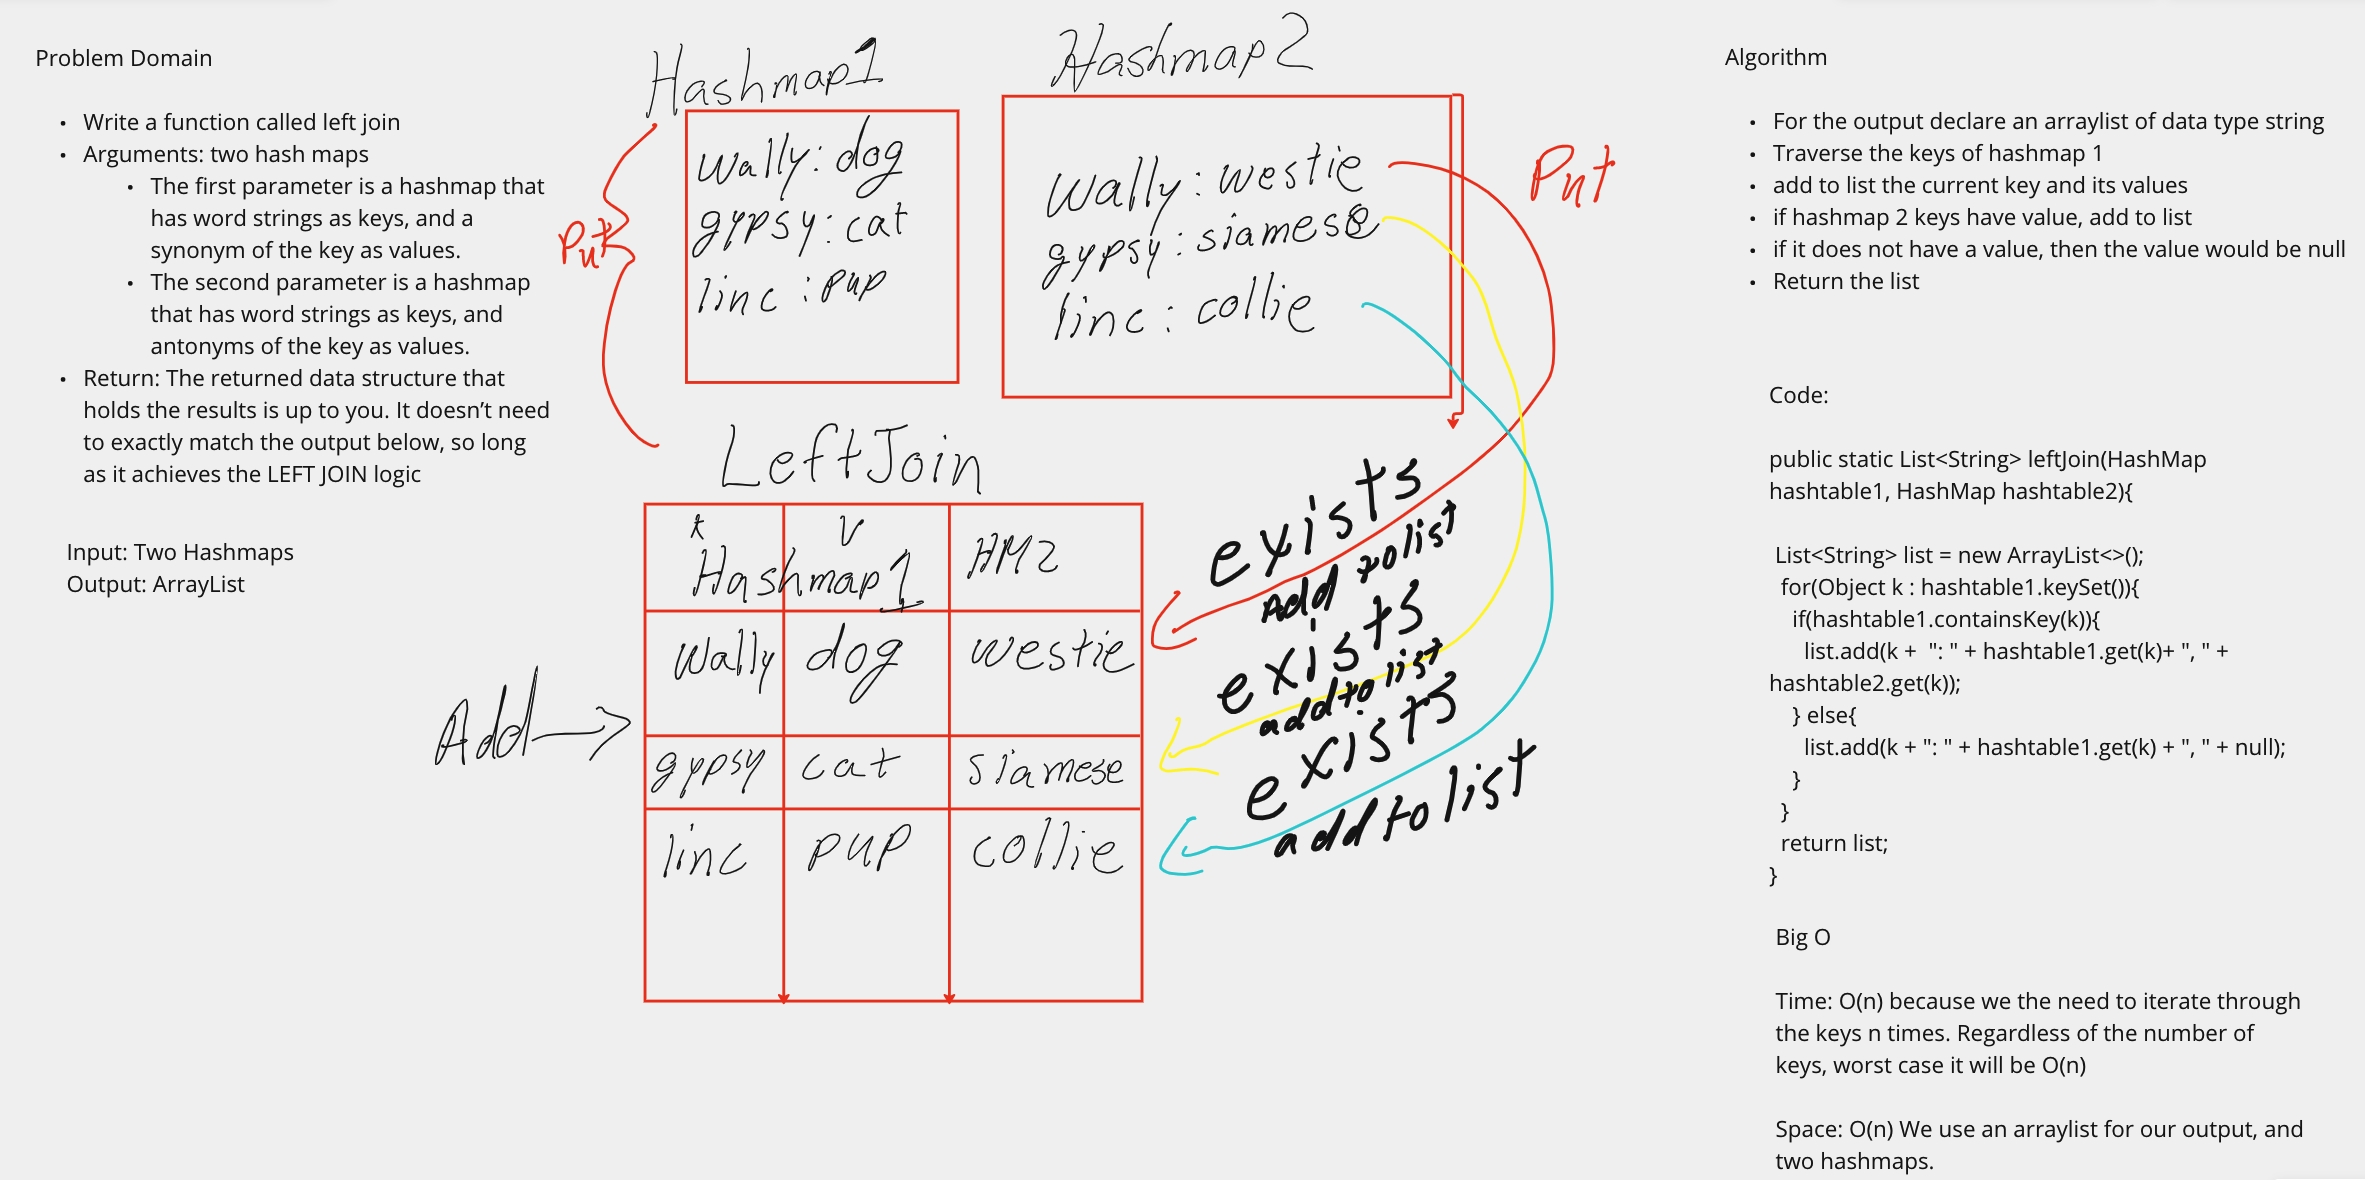 Problem Domain
• Write a function called left join
• Arguments: two hash maps
• The first parameter is a hashmap that
has word strings as keys, and a
synonym of the key as values.
• The second parameter is a hashmap
that has word strings as keys, and
antonyms of the key as values.
• Return: The returned data structure that
holds the results is up to you. It doesn’t need
to exactly match the output below, so long
as it achieves the LEFT JOIN logic
Input: Two Hashmaps
Output: ArrayList
Hashmap1
wally: dog
gypsy: cat
linc: pup
Put
Hashmap2
wally: westie
gypsy: siamese
linc: collie
Put
LeftJoin
k v
Hashmap1 HM2
wally dog westie
gypsy cat siamese
linc pup collie
Add
exists
Add to list
exists
add to list
exists
add to list
Algorithm
• For the output declare an arraylist of data type string
• Traverse the keys of hashmap 1
• add to list the current key and its values
• if hashmap 2 keys have value, add to list
• if it does not have a value, then the value would be null
• Return the list
Code:
public static List<String> leftJoin(HashMap
hashtable1, HashMap hashtable2){
List<String> list = new ArrayList<>();
for(Object k : hashtable1.keySet()){
if(hashtable1.containsKey(k)){
list.add(k + ": " + hashtable1.get(k)+ ", " +
hashtable2.get(k));
} else{
list.add(k + ": " + hashtable1.get(k) + ", " + null);
}
}
return list;
}
Big O
Time: O(n) because we the need to iterate through
the keys n times. Regardless of the number of
keys, worst case it will be O(n)
Space: O(n) We use an arraylist for our output, and
two hashmaps.